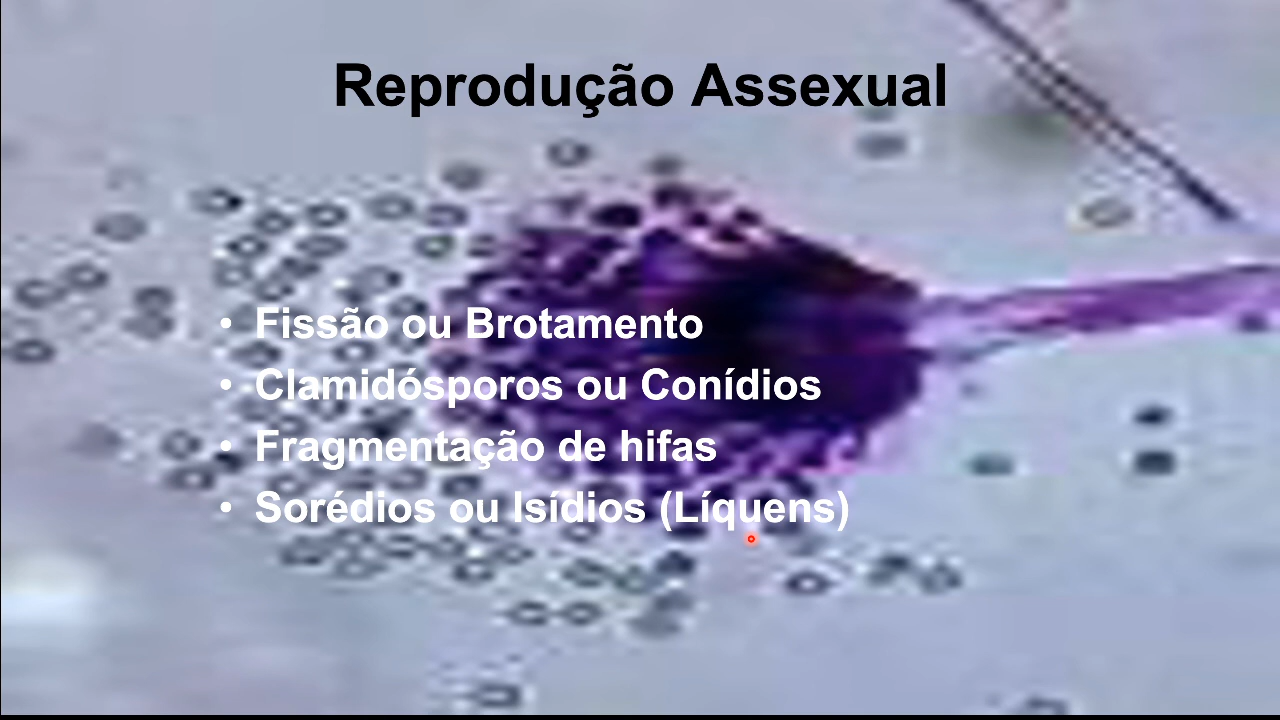 Reprodução Assexual
• Fissão ou Brotamento
• Clamidósporos ou Conídios
• Fragmentação de hifas
• Sorédios ou Isídios (Líquens)